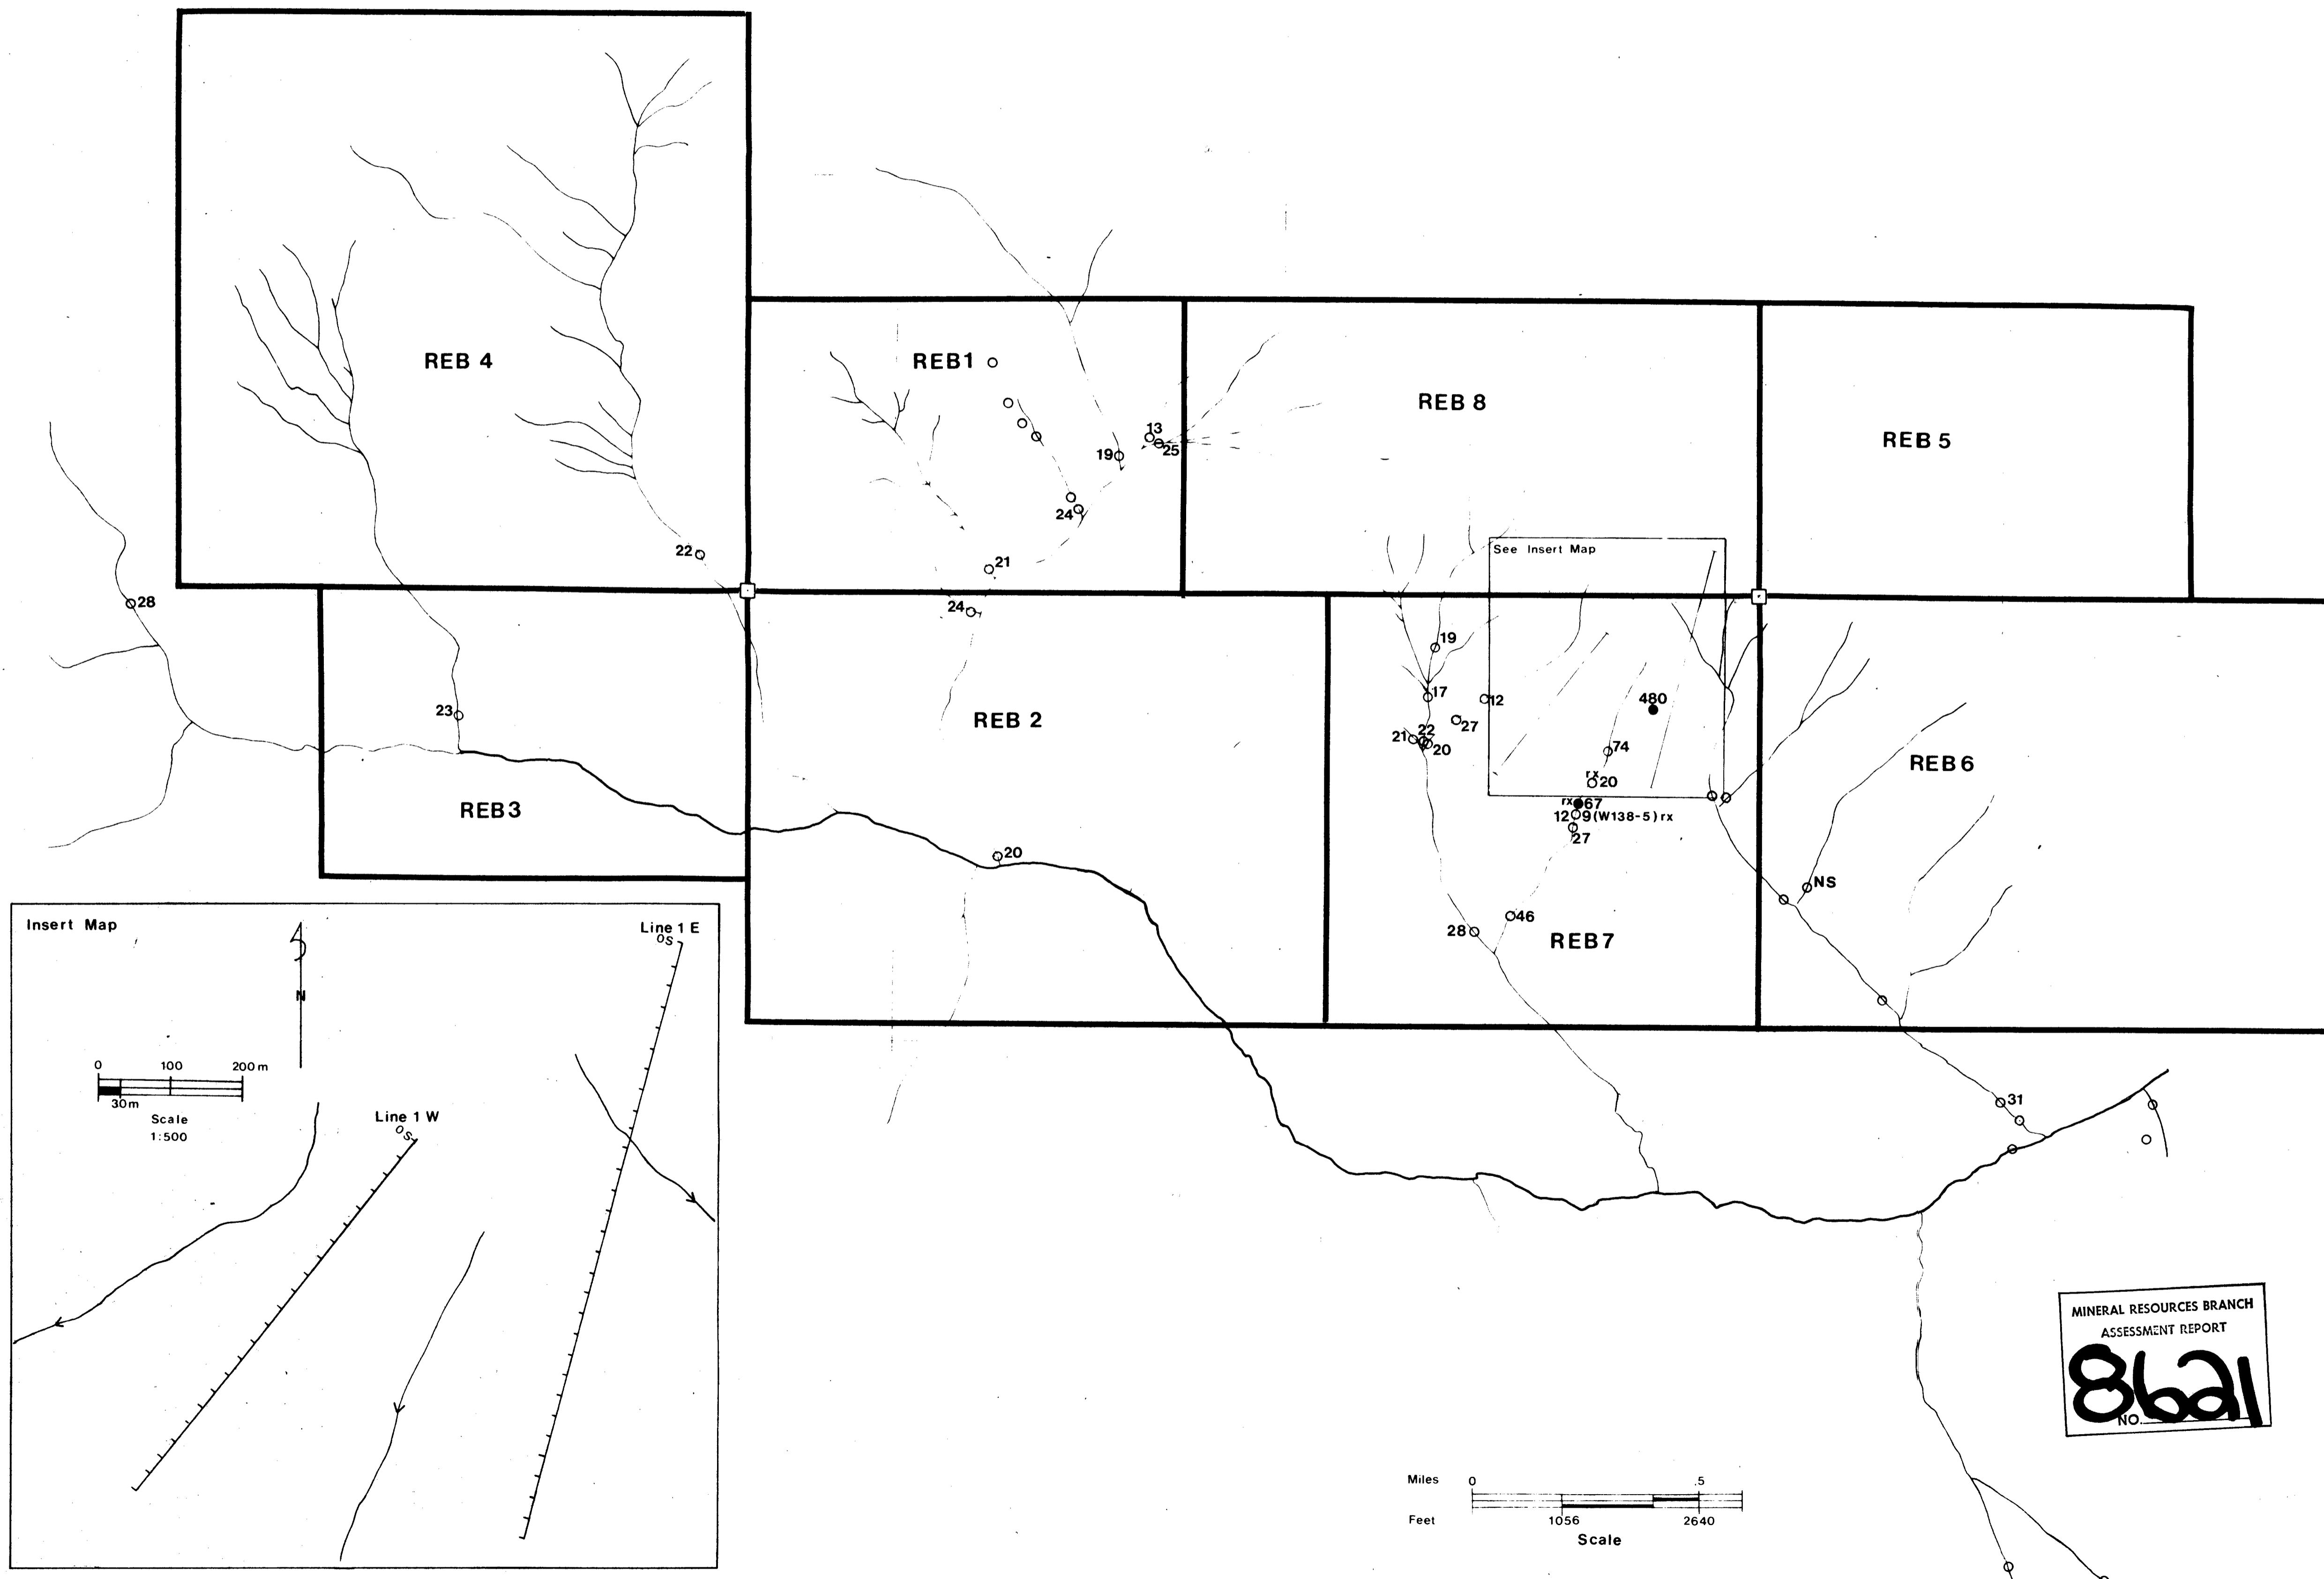 REB 4
REB1
REB 8
REB 5
13
25
19
24
22
21
See Insert Map
28
24
19
17
12
480
23
REB 2
27
21
22
20
74
REB 6
rx
20
rx 67
REB3
12 9(W138-5) rx
27
20
NS
46
28
REB7
Insert Map
Line 1 E
OS
N
0 100 200 m
30m
Scale
1:500
Line 1 W
OS
31
MINERAL RESOURCES BRANCH
ASSESSMENT REPORT
8621
NO.
Miles 0 .5
Feet 1056 2640
Scale